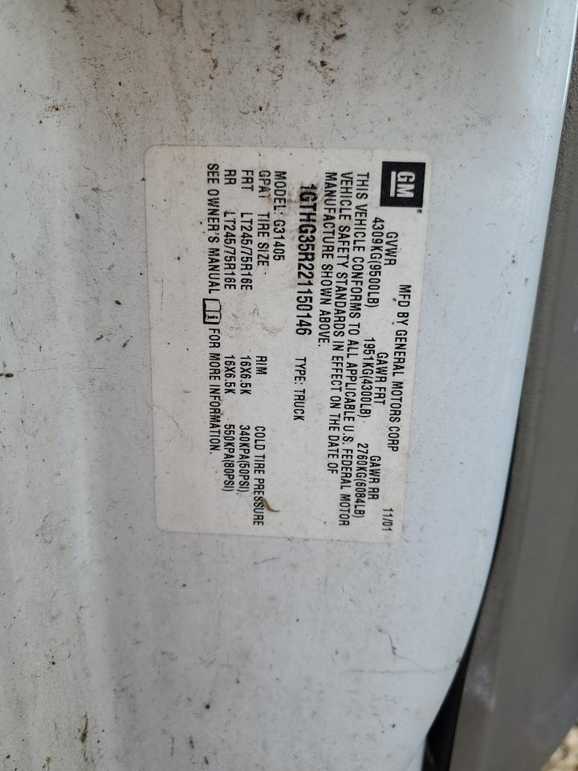 GM
MFD BY GENERAL MOTORS CORP 11/01
GVWR GAWR FRT GAWR RR
4309KG(9500LB) 1951KG(4300LB) 2760KG(6084LB)
THIS VEHICLE CONFORMS TO ALL APPLICABLE U.S. FEDERAL MOTOR
VEHICLE SAFETY STANDARDS IN EFFECT ON THE DATE OF
MANUFACTURE SHOWN ABOVE.
1GTHG35R221150146 TYPE: TRUCK
MODEL: G31405
GPAT TIRE SIZE RIM COLD TIRE PRESSURE
FRT LT245/75R16E 16X6.5K 340KPA(50PSI)
RR LT245/75R16E 16X6.5K 550KPA(80PSI)
SEE OWNER'S MANUAL FOR MORE INFORMATION.